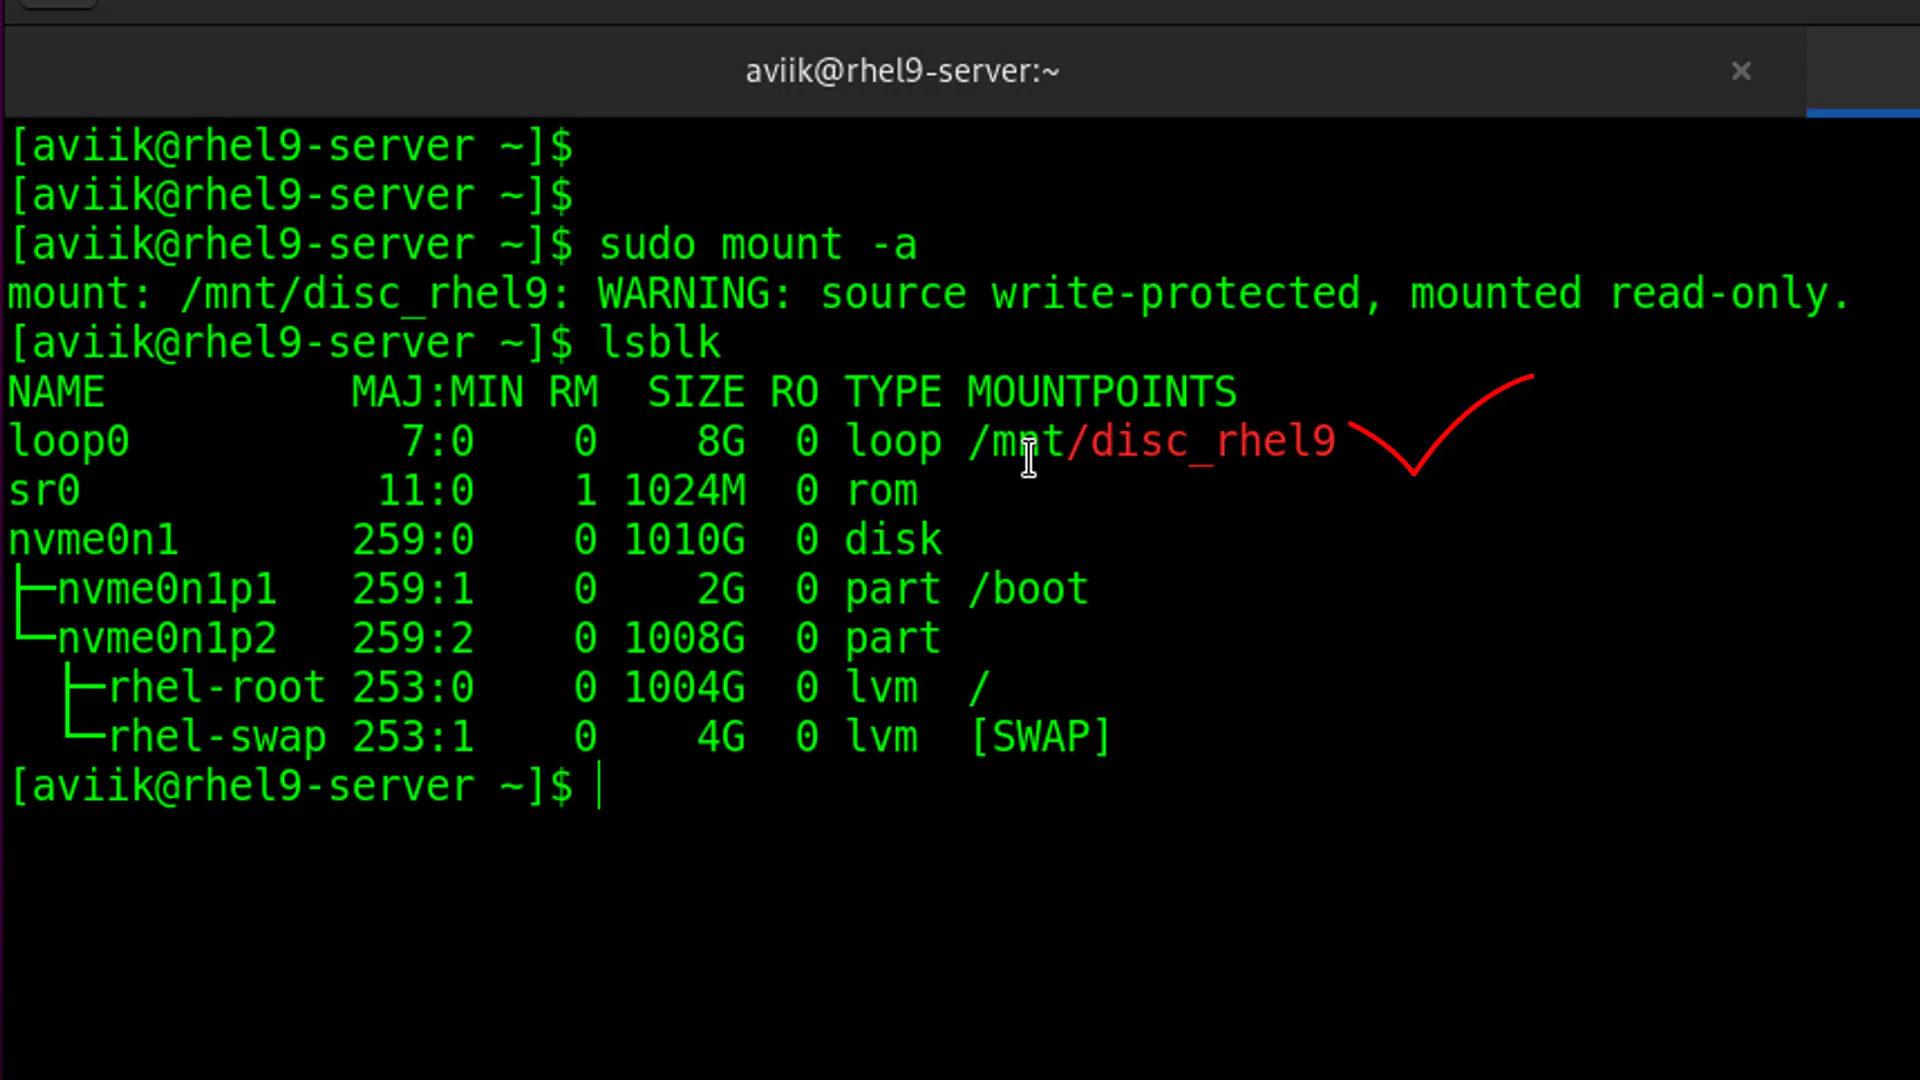 aviik@rhel9-server:~ ×
[aviik@rhel9-server ~]$
[aviik@rhel9-server ~]$
[aviik@rhel9-server ~]$ sudo mount -a
mount: /mnt/disc_rhel9: WARNING: source write-protected, mounted read-only.
[aviik@rhel9-server ~]$ lsblk
NAME          MAJ:MIN RM   SIZE RO TYPE MOUNTPOINTS
loop0           7:0    0     8G  0 loop /mnt/disc_rhel9
sr0            11:0    1  1024M  0 rom
nvme0n1       259:0    0  1010G  0 disk
├─nvme0n1p1   259:1    0     2G  0 part /boot
└─nvme0n1p2   259:2    0  1008G  0 part
  ├─rhel-root 253:0    0  1004G  0 lvm  /
  └─rhel-swap 253:1    0     4G  0 lvm  [SWAP]
[aviik@rhel9-server ~]$